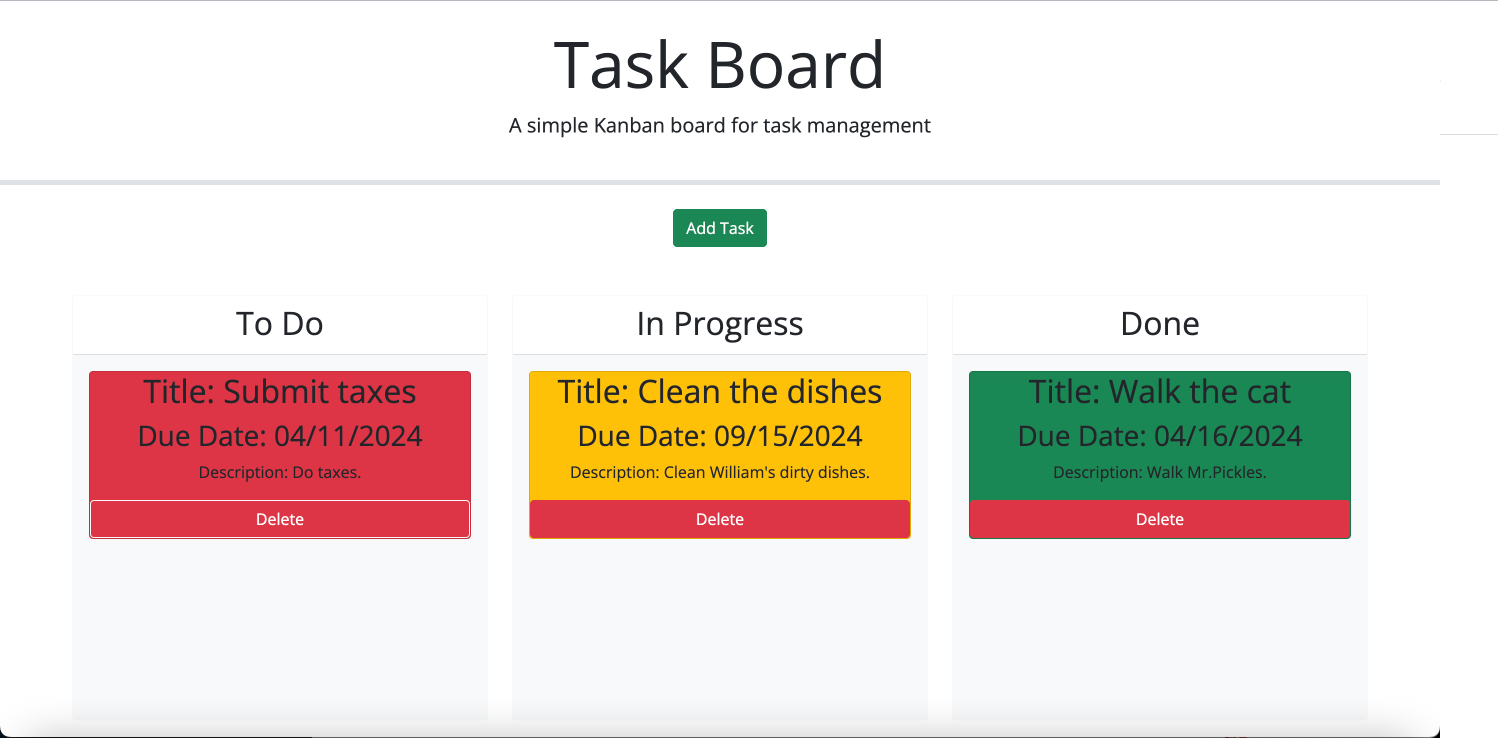 Task Board
A simple Kanban board for task management
Add Task
To Do
Title: Submit taxes
Due Date: 04/11/2024
Description: Do taxes.
Delete
In Progress
Title: Clean the dishes
Due Date: 09/15/2024
Description: Clean William's dirty dishes.
Delete
Done
Title: Walk the cat
Due Date: 04/16/2024
Description: Walk Mr.Pickles.
Delete